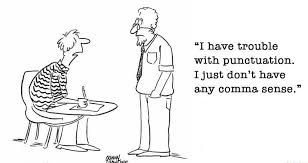 “I have trouble
with punctuation.
I just don’t have
any comma sense.”